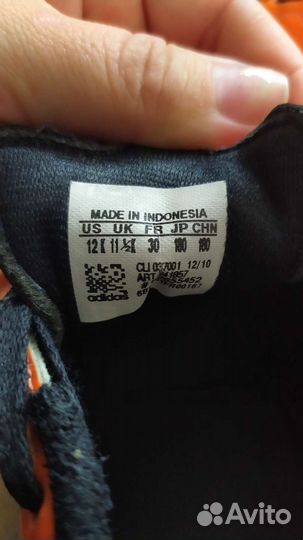 MADE IN INDONESIA
US UK FR JP CHN
12K 11½K 30 180 180
CLI 037001 12/10
ART
adidas
Avito